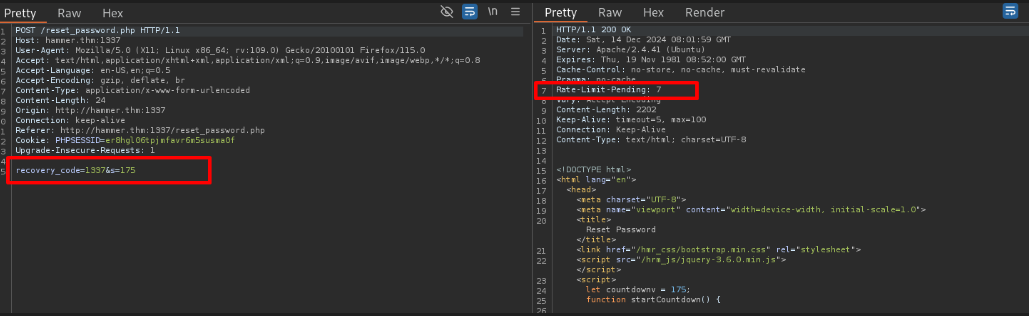 Pretty Raw Hex
\n
1 POST /reset_password.php HTTP/1.1
2 Host: hammer.thm:1337
3 User-Agent: Mozilla/5.0 (X11; Linux x86_64; rv:109.0) Gecko/20100101 Firefox/115.0
4 Accept: text/html,application/xhtml+xml,application/xml;q=0.9,image/avif,image/webp,*/*;q=0.8
5 Accept-Language: en-US,en;q=0.5
6 Accept-Encoding: gzip, deflate, br
7 Content-Type: application/x-www-form-urlencoded
8 Content-Length: 24
9 Origin: http://hammer.thm:1337
0 Connection: keep-alive
1 Referer: http://hammer.thm:1337/reset_password.php
2 Cookie: PHPSESSID=er8hgl06tpjmfavr6m5susma0f
3 Upgrade-Insecure-Requests: 1
4
5 recovery_code=1337&s=175
Pretty Raw Hex Render
1 HTTP/1.1 200 OK
2 Date: Sat, 14 Dec 2024 08:01:59 GMT
3 Server: Apache/2.4.41 (Ubuntu)
4 Expires: Thu, 19 Nov 1981 08:52:00 GMT
5 Cache-Control: no-store, no-cache, must-revalidate
6 Pragma: no-cache
7 Rate-Limit-Pending: 7
8 Vary: Accept-Encoding
9 Content-Length: 2202
10 Keep-Alive: timeout=5, max=100
11 Connection: Keep-Alive
12 Content-Type: text/html; charset=UTF-8
13
14
15 <!DOCTYPE html>
16 <html lang="en">
17 <head>
18 <meta charset="UTF-8">
19 <meta name="viewport" content="width=device-width, initial-scale=1.0">
20 <title>
Reset Password
</title>
21 <link href="/hmr_css/bootstrap.min.css" rel="stylesheet">
22 <script src="/hrm_js/jquery-3.6.0.min.js">
</script>
23 <script>
24 let countdownv = 175;
25 function startCountdown() {
26